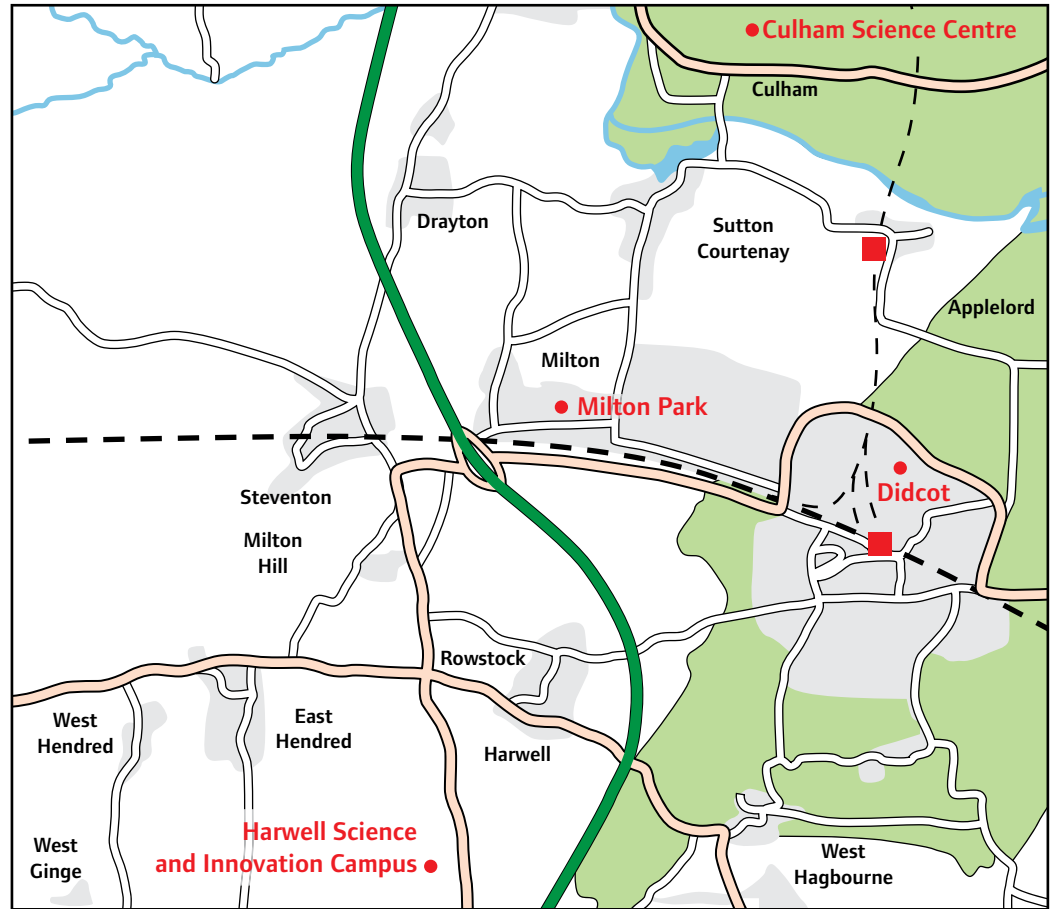 Culham Science Centre
Culham
Drayton
Sutton
Courtenay
Applelord
Milton
Milton Park
Didcot
Steventon
Milton
Hill
Rowstock
West
Hendred
East
Hendred
Harwell
Harwell Science
and Innovation Campus
West
Ginge
West
Hagbourne